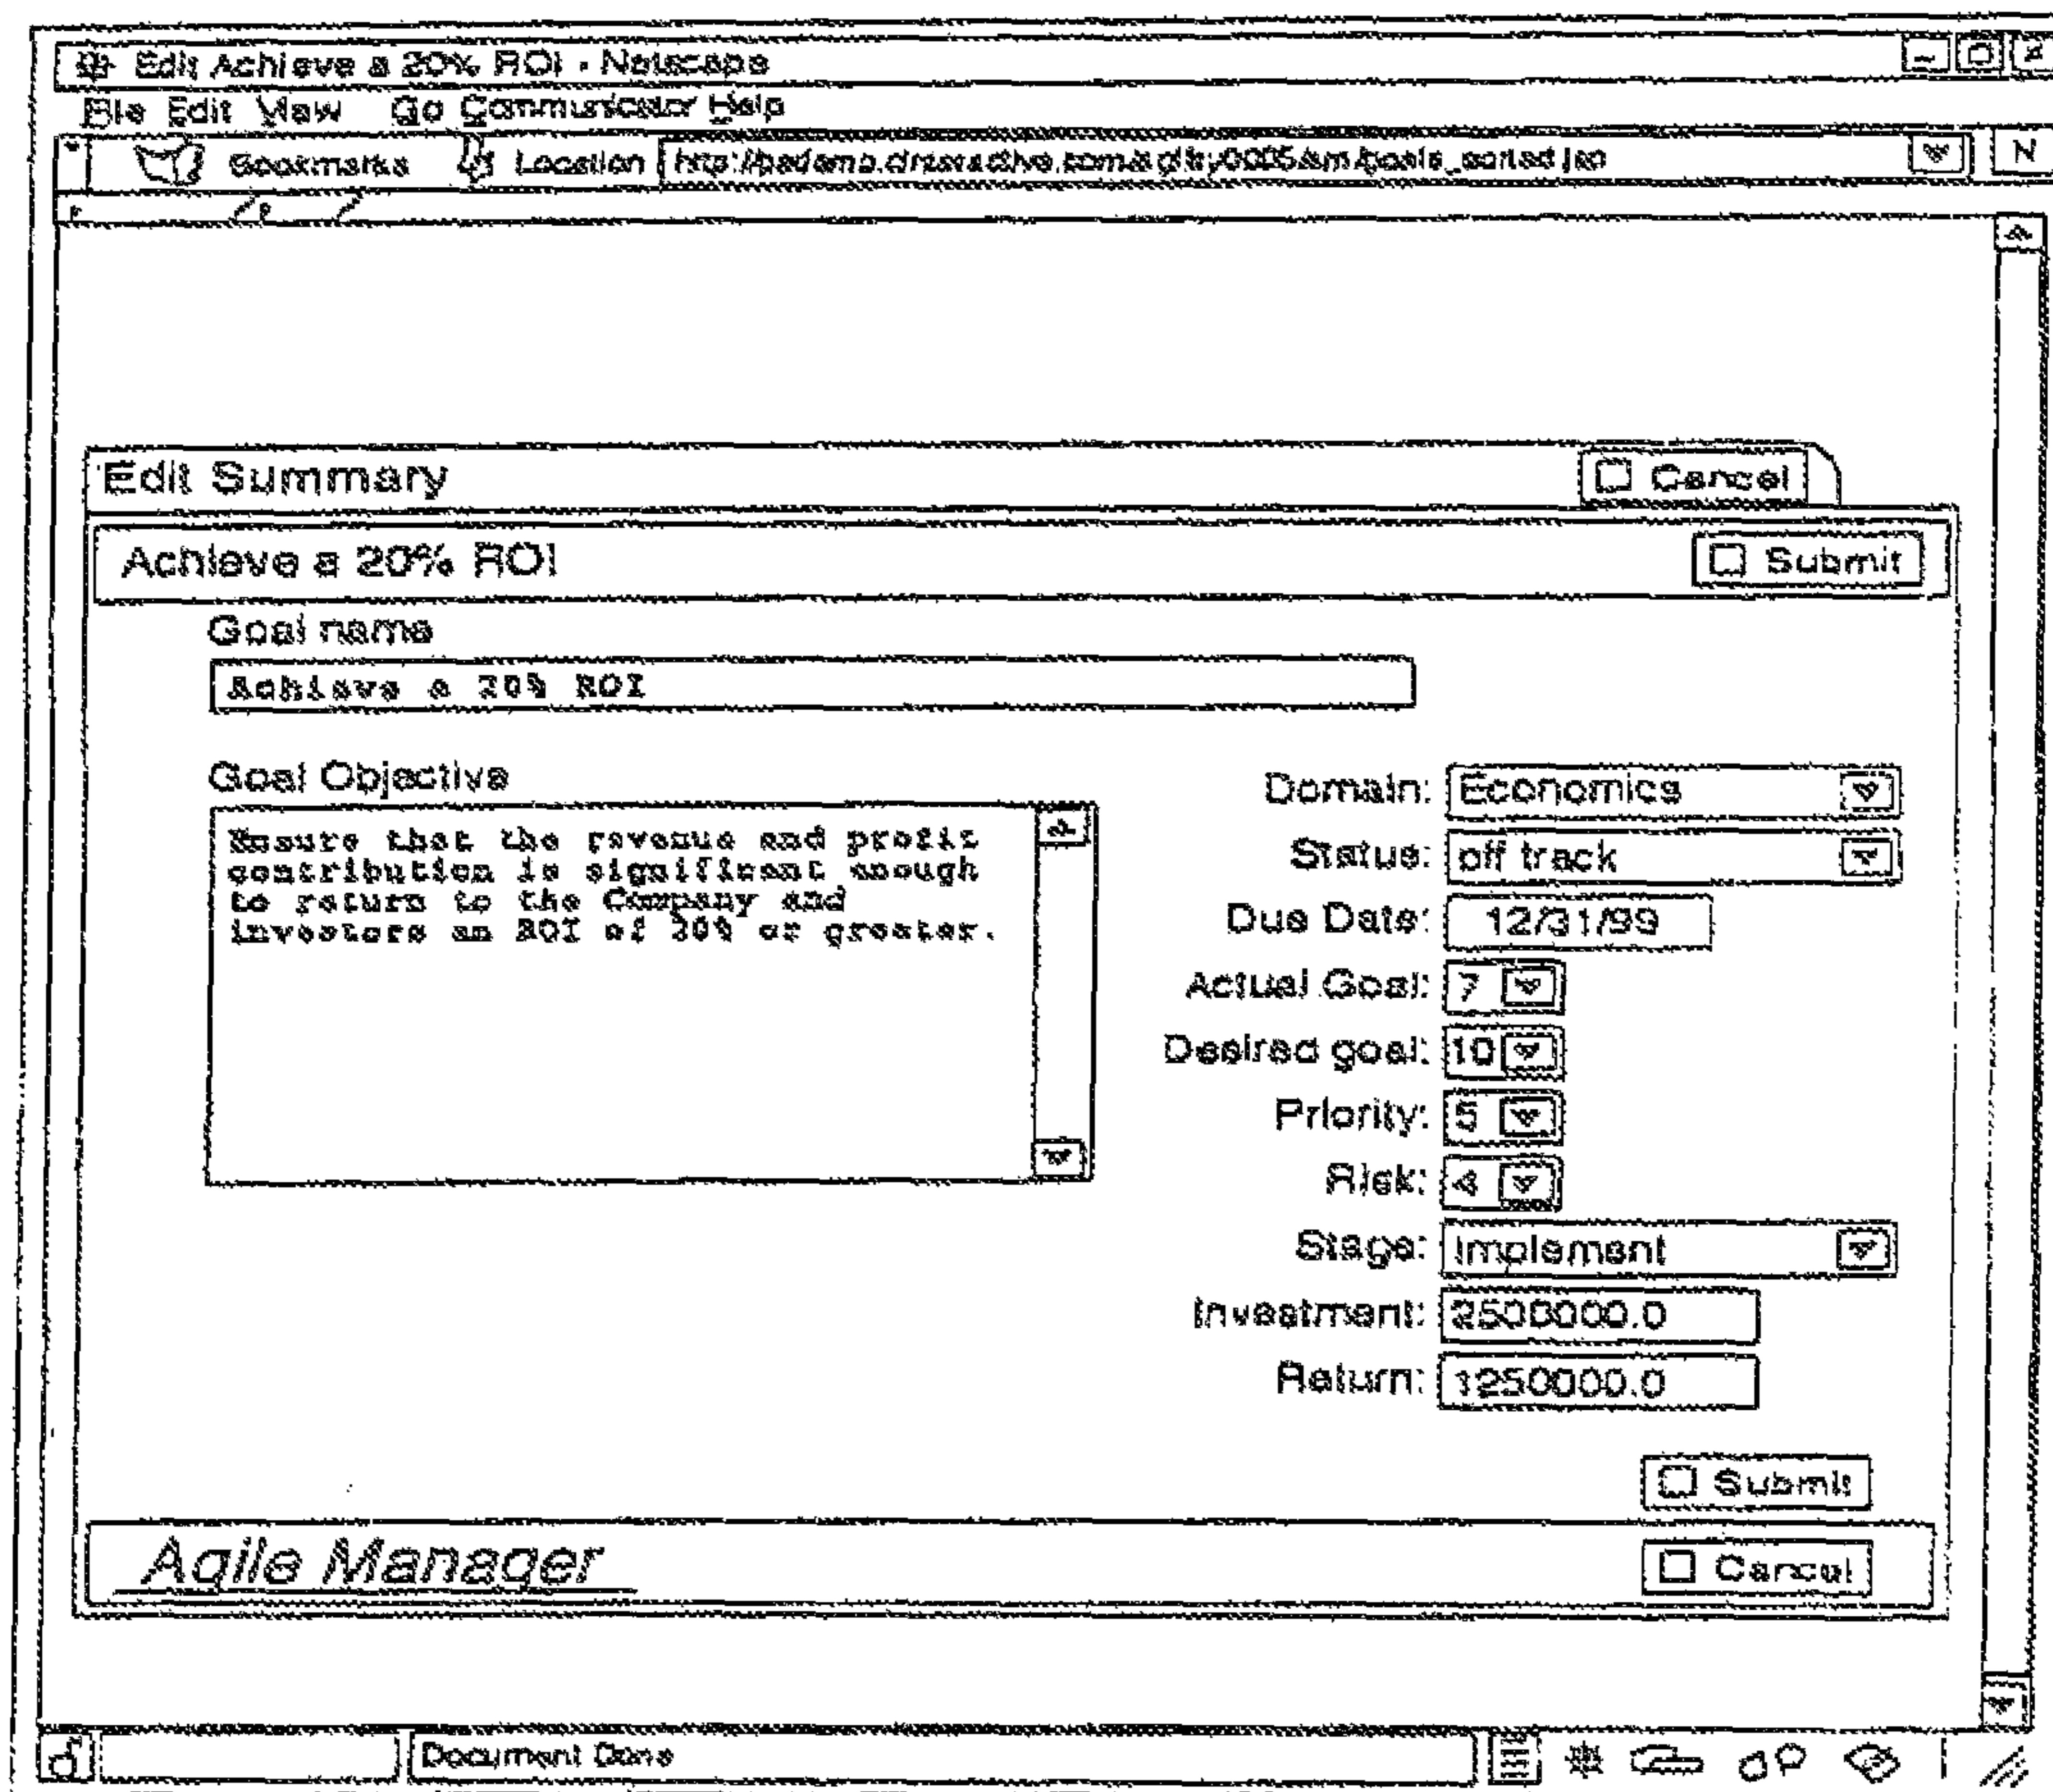 Edit Achieve a 20% ROI - Netscape
File Edit View Go Communicator Help
Bookmarks Location
N
Edit Summary
Cancel
Achieve a 20% ROI
Submit
Goal name
Achieve a 20% ROI
Goal Objective
Ensure that the revenue and profit
contribution is significant enough
to return to the Company and
investors an ROI of 20% or greater.
Domain: Economics
Status: off track
Due Date: 12/31/99
Actual Goal: 7
Desired goal: 10
Priority: 5
Risk: 4
Stage: Implement
Investment: 2500000.0
Return: 1250000.0
Submit
Agile Manager
Cancel
Document Done